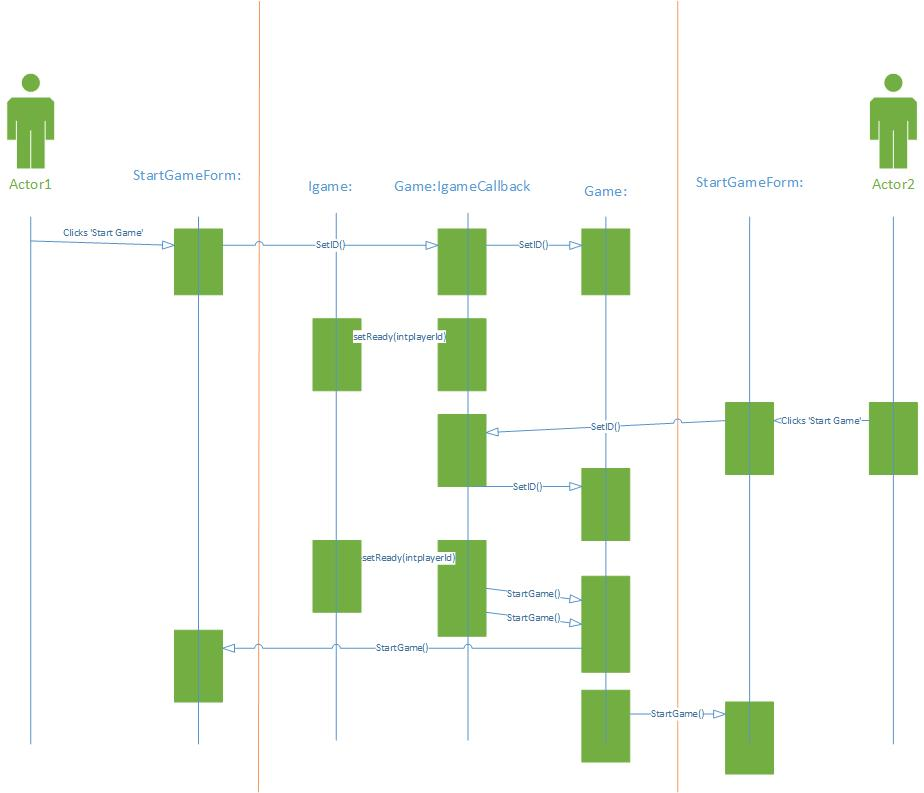 Actor1
StartGameForm:
Igame:
Game:IgameCallback
Game:
StartGameForm:
Actor2
Clicks 'Start Game'
SetID()
SetID()
setReady(intplayerId)
Clicks 'Start Game'
SetID()
SetID()
setReady(intplayerId)
StartGame()
StartGame()
StartGame()
StartGame()